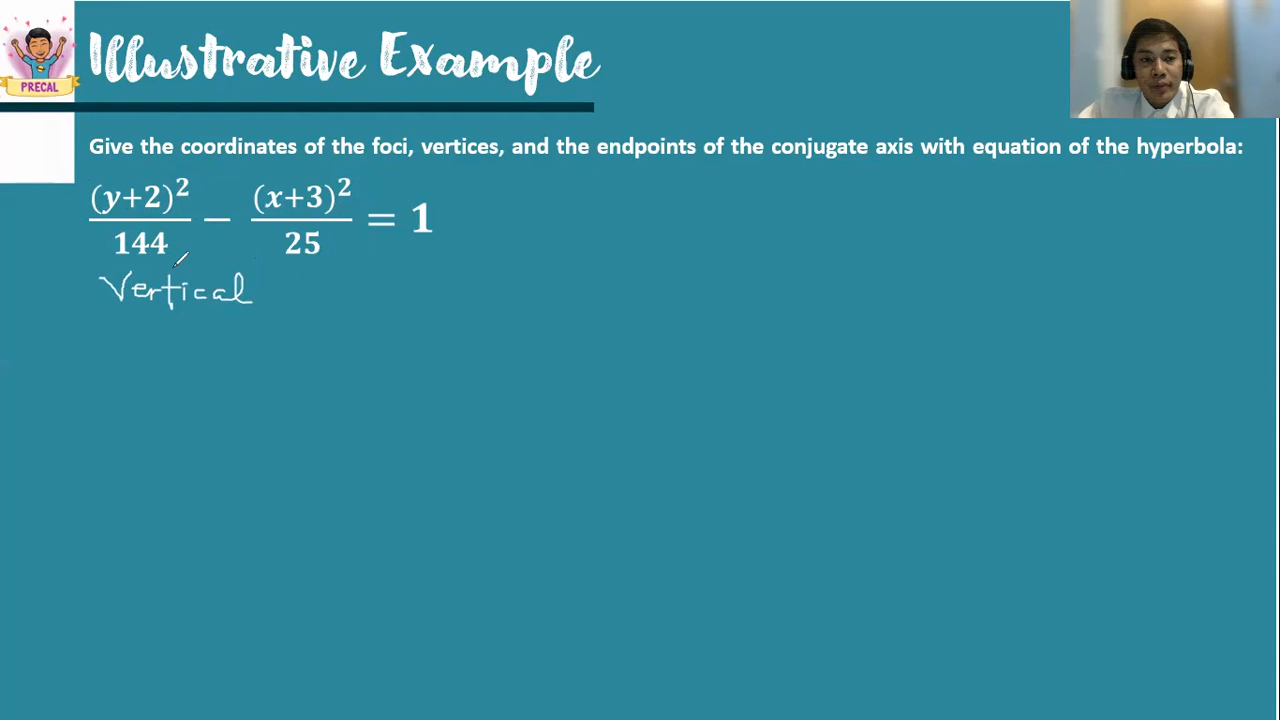 Illustrative Example
PRECAL
Give the coordinates of the foci, vertices, and the endpoints of the conjugate axis with equation of the hyperbola:
(y+2)²/144 − (x+3)²/25 = 1
Vertical